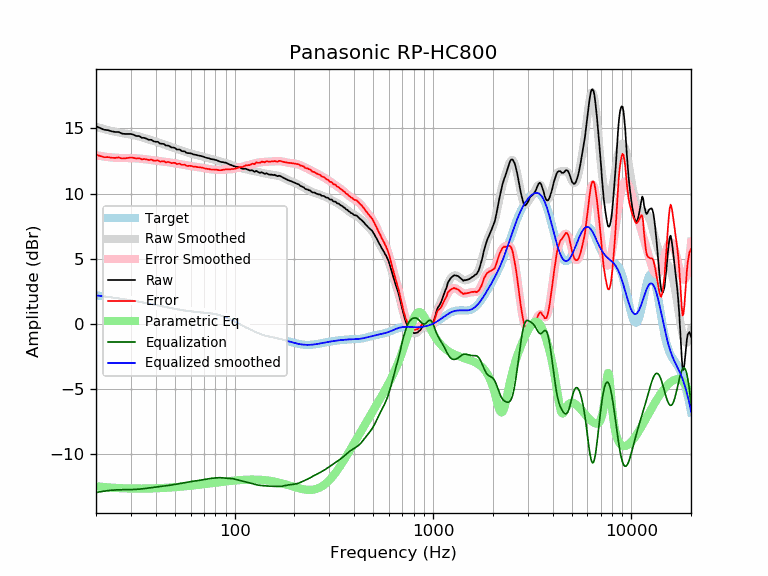 Panasonic RP-HC800
Amplitude (dBr)
15
10
5
0
−5
−10
Target
Raw Smoothed
Error Smoothed
Raw
Error
Parametric Eq
Equalization
Equalized smoothed
100
1000
10000
Frequency (Hz)